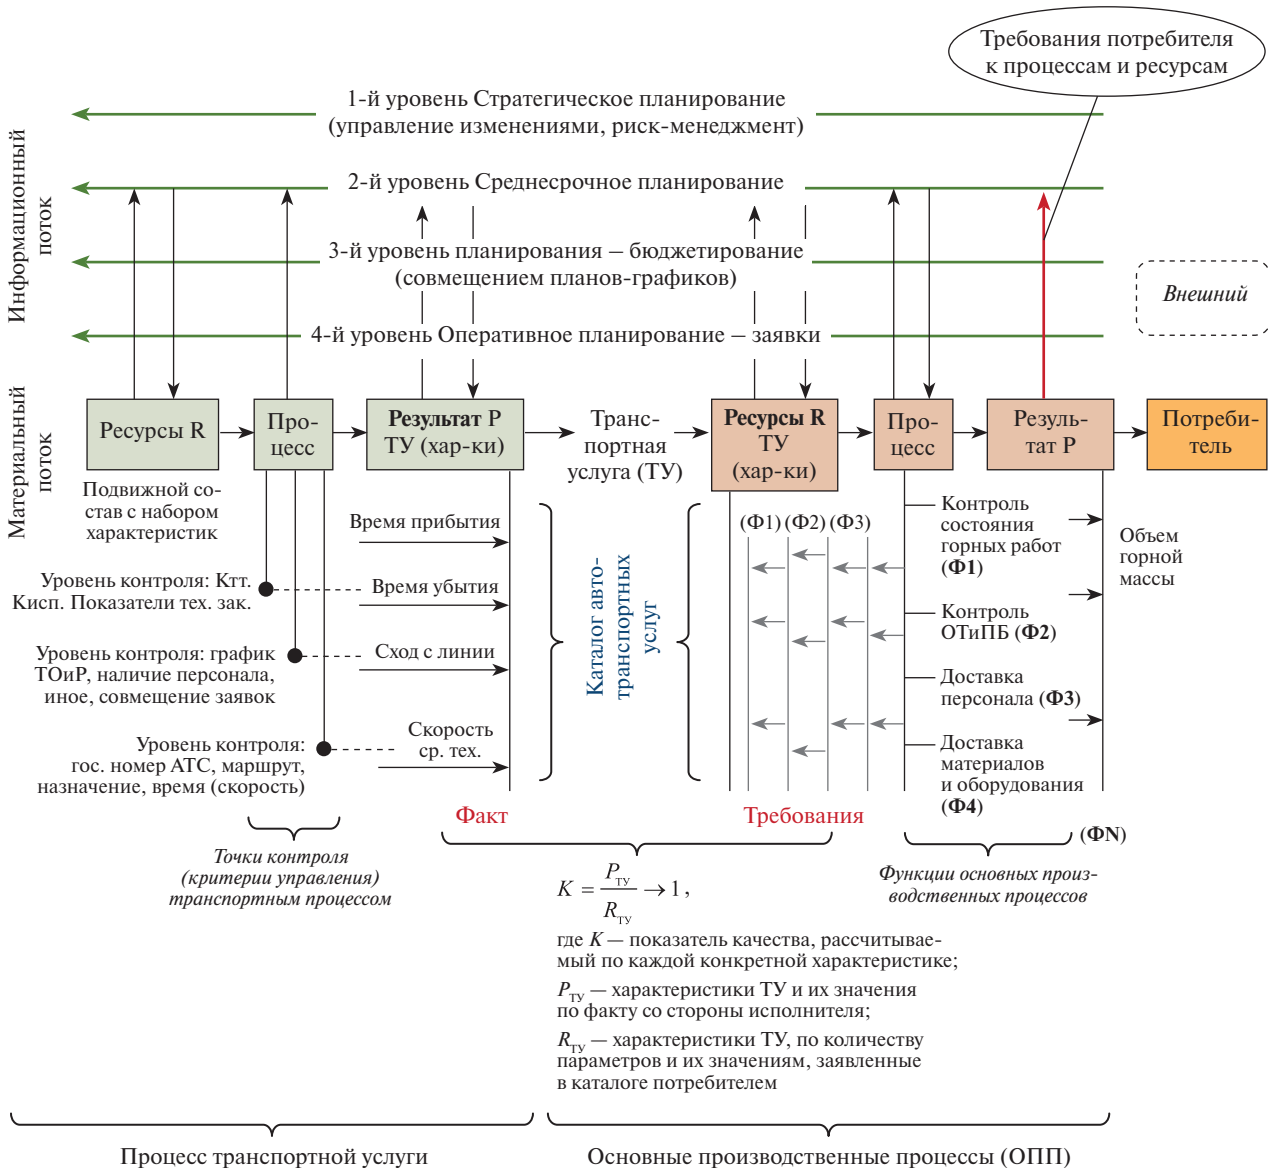 Требования потребителя
к процессам и ресурсам
Информационный
поток
1-й уровень Стратегическое планирование
(управление изменениями, риск-менеджмент)
2-й уровень Среднесрочное планирование
3-й уровень планирования – бюджетирование
(совмещением планов-графиков)
4-й уровень Оперативное планирование – заявки
Внешний
Материальный
поток
Ресурсы R
Про-
цесс
Результат Р
ТУ (хар-ки)
Транс-
портная
услуга (ТУ)
Ресурсы R
ТУ
(хар-ки)
Про-
цесс
Резуль-
тат Р
Потреби-
тель
Подвижной со-
став с набором
характеристик
Уровень контроля: Ктт.
Кисп. Показатели тех. зак.
Уровень контроля: график
ТОиР, наличие персонала,
иное, совмещение заявок
Уровень контроля:
гос. номер АТС, маршрут,
назначение, время (скорость)
Время прибытия
Время убытия
Сход с линии
Скорость
ср. тех.
Каталог авто-
транспортных
услуг
(Ф1)
(Ф2)
(Ф3)
Контроль
состояния
горных работ
(Ф1)
Контроль
ОТиПБ (Ф2)
Доставка
персонала (Ф3)
Доставка
материалов
и оборудования
(Ф4)
Объем
горной
массы
Факт
Требования
(ФN)
Точки контроля
(критерии управления)
транспортным процессом
Функции основных произ-
водственных процессов
K = P_ТУ / R_ТУ → 1,
где K — показатель качества, рассчитывае-
мый по каждой конкретной характеристике;
P_ТУ — характеристики ТУ и их значения
по факту со стороны исполнителя;
R_ТУ — характеристики ТУ, по количеству
параметров и их значениям, заявленные
в каталоге потребителем
Процесс транспортной услуги
Основные производственные процессы (ОПП)